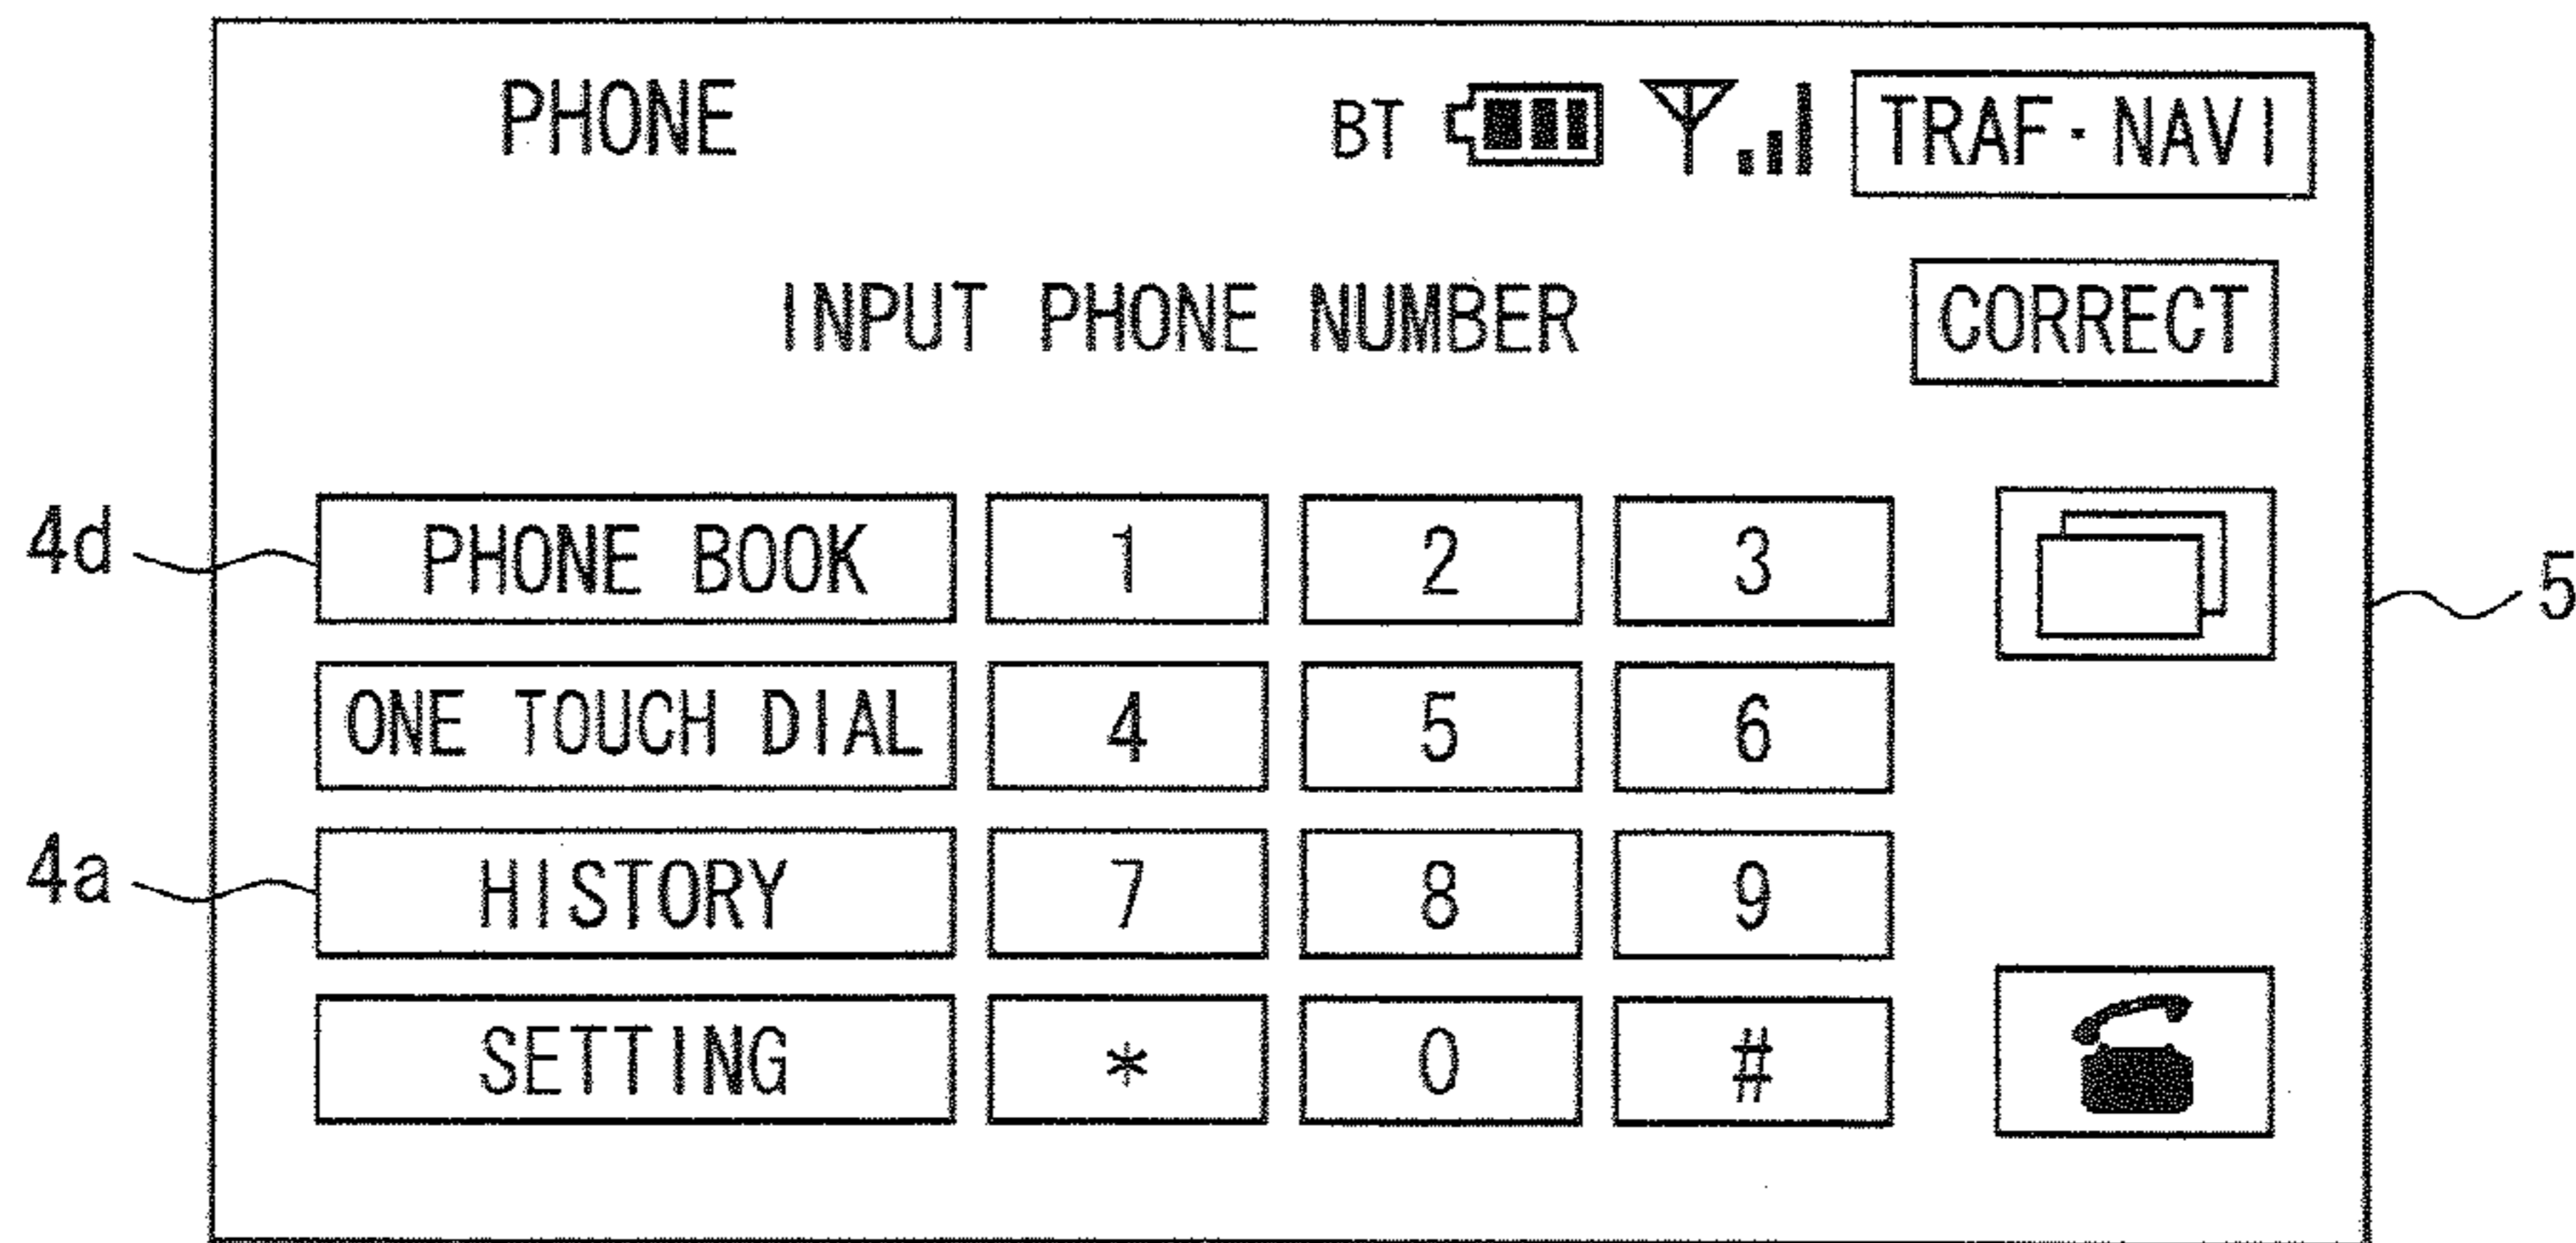 PHONE BT TRAF-NAVI
INPUT PHONE NUMBER CORRECT
4d PHONE BOOK 1 2 3 5
ONE TOUCH DIAL 4 5 6
4a HISTORY 7 8 9
SETTING * 0 #